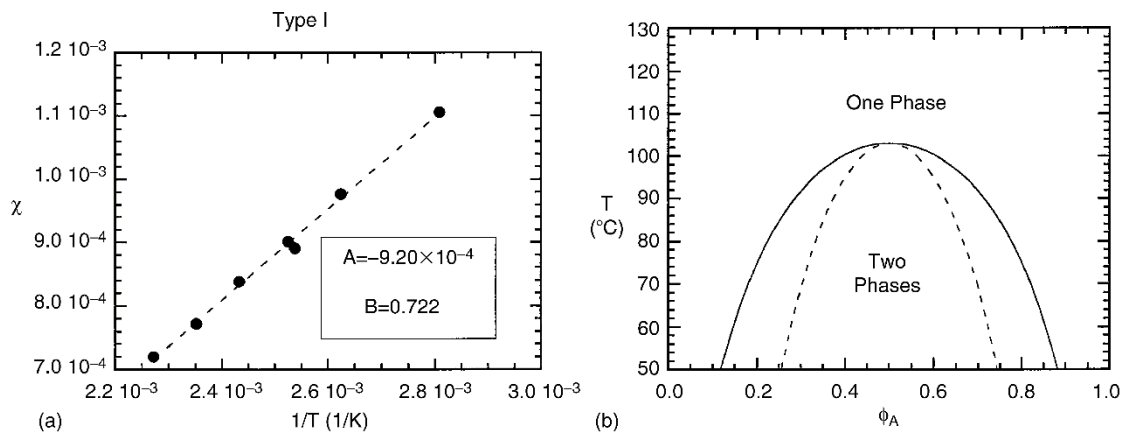 Type I
1.2 10⁻³
1.1 10⁻³
1.0 10⁻³
9.0 10⁻⁴
8.0 10⁻⁴
7.0 10⁻⁴
χ
A=−9.20×10⁻⁴
B=0.722
2.2 10⁻³ 2.4 10⁻³ 2.6 10⁻³ 2.8 10⁻³ 3.0 10⁻³
(a) 1/T (1/K)
130
120
110
100
90
80
70
60
50
T
(°C)
One Phase
Two
Phases
0.0 0.2 0.4 0.6 0.8 1.0
(b) ϕA